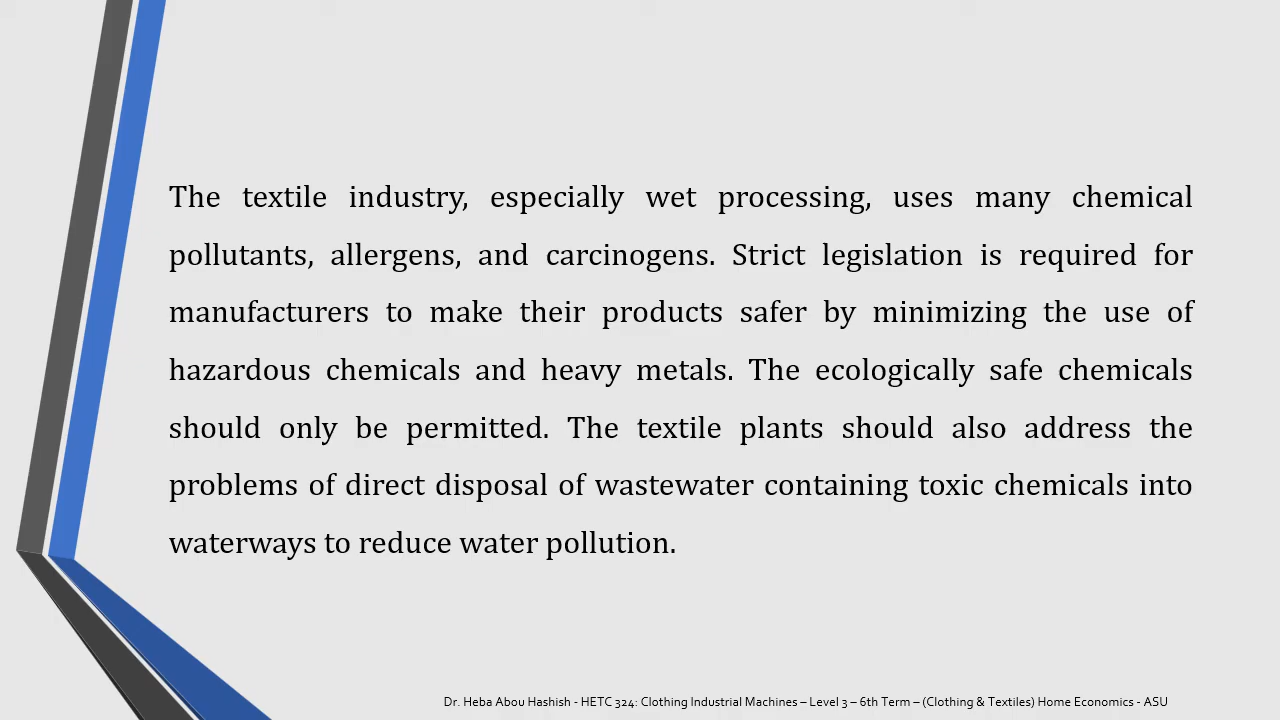 The textile industry, especially wet processing, uses many chemical
pollutants, allergens, and carcinogens. Strict legislation is required for
manufacturers to make their products safer by minimizing the use of
hazardous chemicals and heavy metals. The ecologically safe chemicals
should only be permitted. The textile plants should also address the
problems of direct disposal of wastewater containing toxic chemicals into
waterways to reduce water pollution.
Dr. Heba Abou Hashish - HETC 324: Clothing Industrial Machines – Level 3 – 6th Term – (Clothing & Textiles) Home Economics - ASU